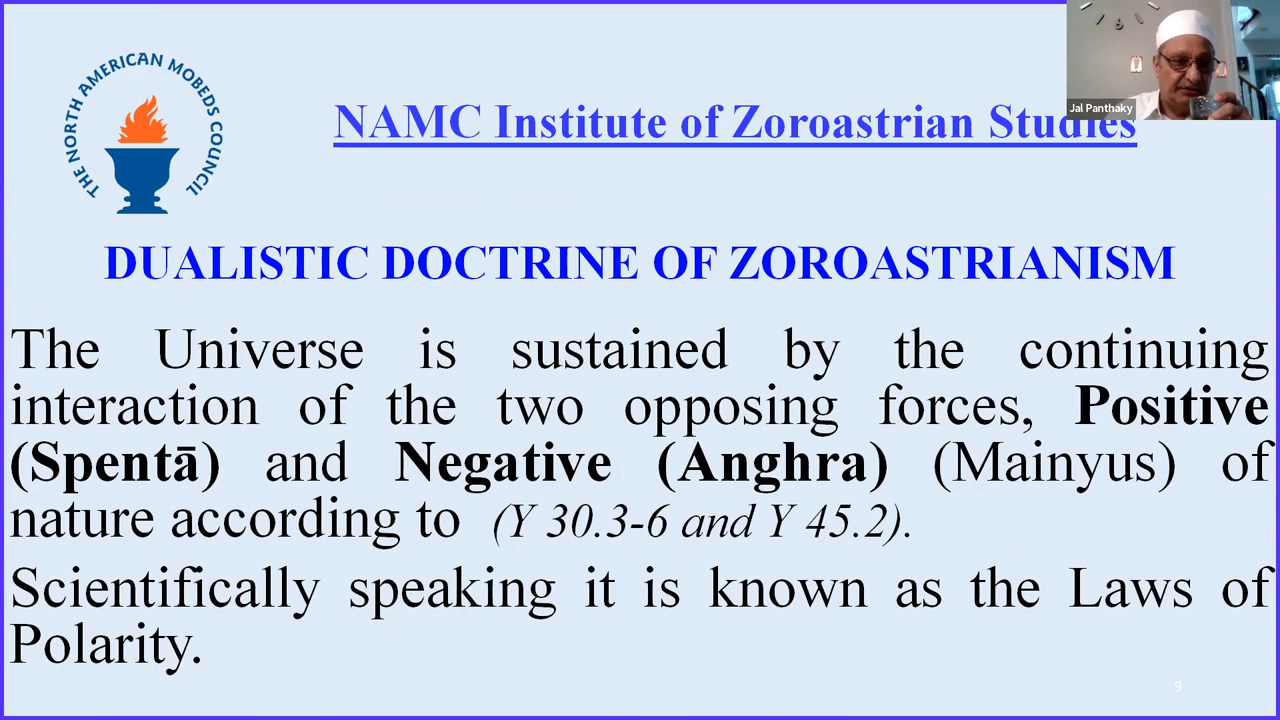 THE NORTH AMERICAN MOBEDS COUNCIL
NAMC Institute of Zoroastrian Studies
Jal Panthaky
DUALISTIC DOCTRINE OF ZOROASTRIANISM
The Universe is sustained by the continuing
interaction of the two opposing forces, Positive
(Spentā) and Negative (Anghra) (Mainyus) of
nature according to (Y 30.3-6 and Y 45.2).
Scientifically speaking it is known as the Laws of
Polarity.
9